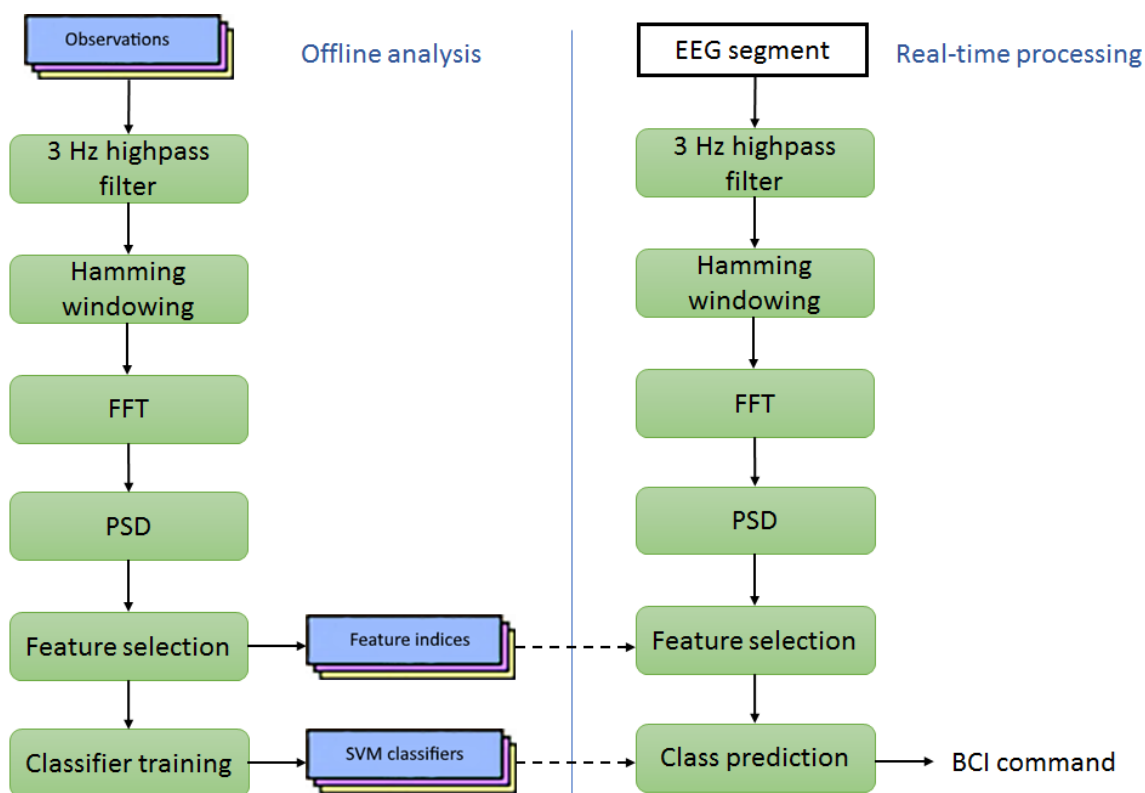 Observations
Offline analysis
3 Hz highpass
filter
Hamming
windowing
FFT
PSD
Feature selection
Feature indices
Classifier training
SVM classifiers
EEG segment
Real-time processing
3 Hz highpass
filter
Hamming
windowing
FFT
PSD
Feature selection
Class prediction
BCI command